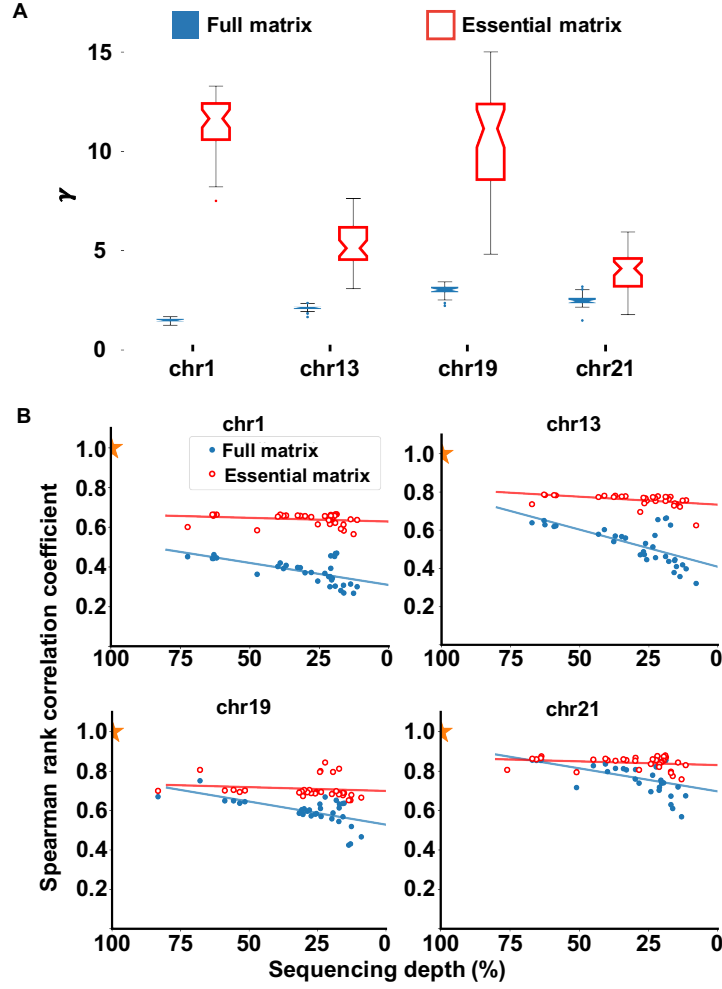 A
Full matrix
Essential matrix
15
10
5
0
γ
chr1
chr13
chr19
chr21
B
chr1
chr13
Full matrix
Essential matrix
1.0
0.8
0.6
0.4
0.2
100
75
50
25
0
1.0
0.8
0.6
0.4
0.2
100
75
50
25
0
chr19
chr21
1.0
0.8
0.6
0.4
0.2
100
75
50
25
0
1.0
0.8
0.6
0.4
0.2
100
75
50
25
0
Spearman rank correlation coefficient
Sequencing depth (%)